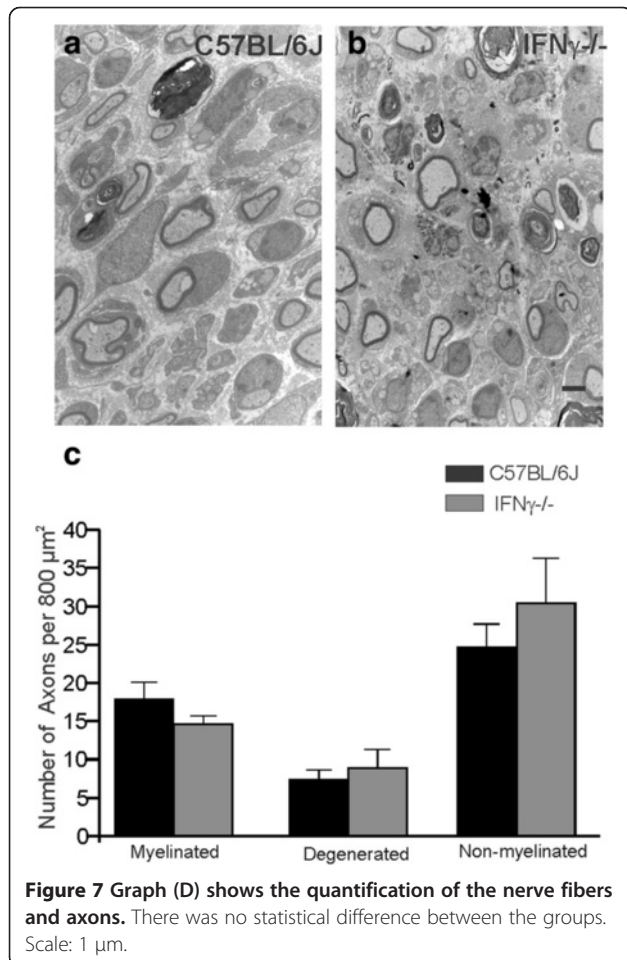 a
C57BL/6J
b
IFNγ-/-
c
C57BL/6J
IFNγ-/-
Number of Axons per 800 µm²
40
35
30
25
20
15
10
5
0
Myelinated
Degenerated
Non-myelinated
Figure 7 Graph (D) shows the quantification of the nerve fibers
and axons. There was no statistical difference between the groups.
Scale: 1 µm.